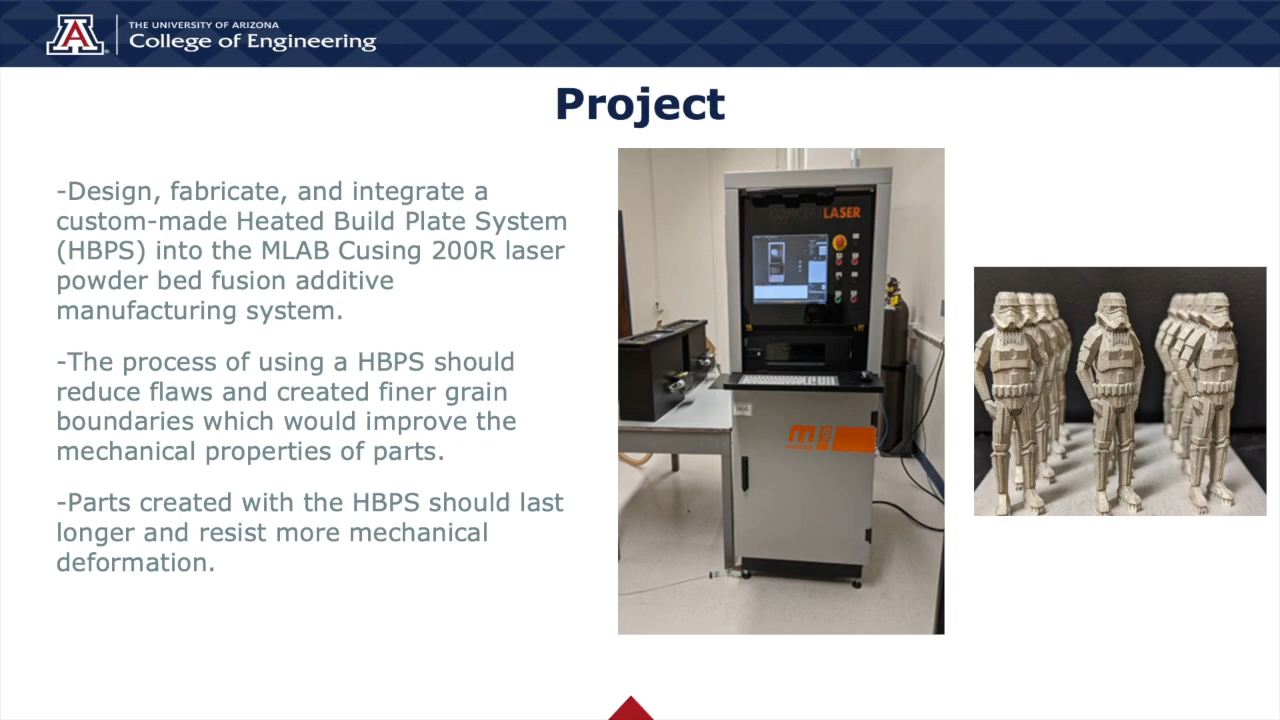 THE UNIVERSITY OF ARIZONA
College of Engineering
Project
-Design, fabricate, and integrate a
custom-made Heated Build Plate System
(HBPS) into the MLAB Cusing 200R laser
powder bed fusion additive
manufacturing system.
-The process of using a HBPS should
reduce flaws and created finer grain
boundaries which would improve the
mechanical properties of parts.
-Parts created with the HBPS should last
longer and resist more mechanical
deformation.
LASER